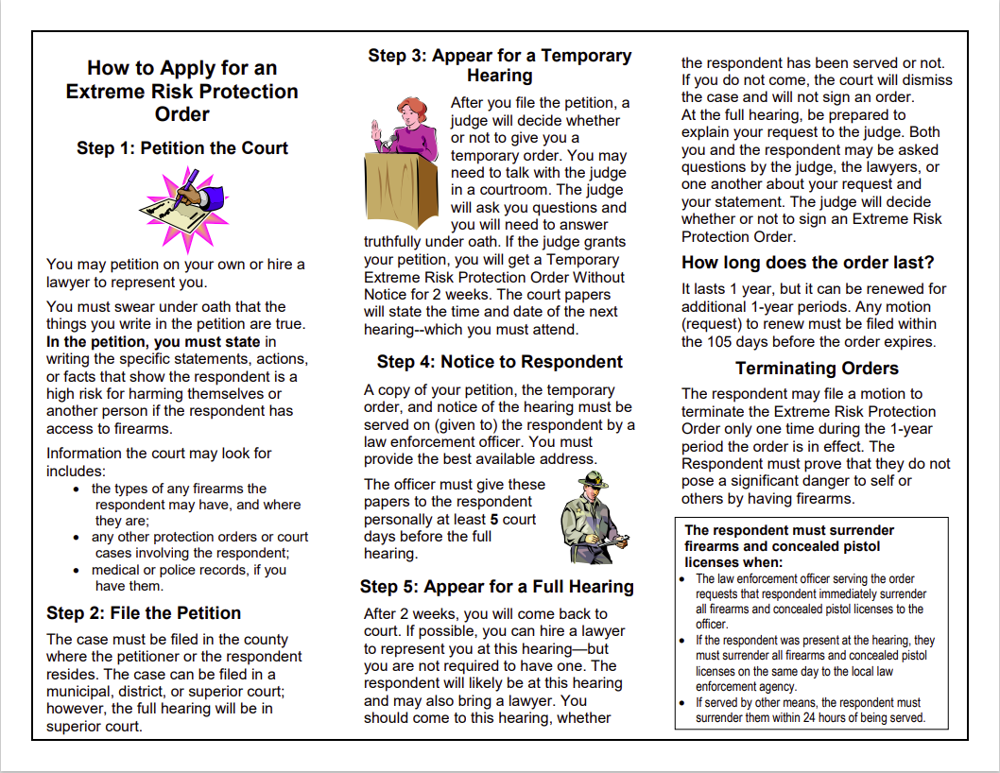 How to Apply for an
Extreme Risk Protection
Order
Step 1: Petition the Court
You may petition on your own or hire a
lawyer to represent you.
You must swear under oath that the
things you write in the petition are true.
In the petition, you must state in
writing the specific statements, actions,
or facts that show the respondent is a
high risk for harming themselves or
another person if the respondent has
access to firearms.
Information the court may look for
includes:
• the types of any firearms the
respondent may have, and where
they are;
• any other protection orders or court
cases involving the respondent;
• medical or police records, if you
have them.
Step 2: File the Petition
The case must be filed in the county
where the petitioner or the respondent
resides. The case can be filed in a
municipal, district, or superior court;
however, the full hearing will be in
superior court.
Step 3: Appear for a Temporary
Hearing
After you file the petition, a
judge will decide whether
or not to give you a
temporary order. You may
need to talk with the judge
in a courtroom. The judge
will ask you questions and
you will need to answer
truthfully under oath. If the judge grants
your petition, you will get a Temporary
Extreme Risk Protection Order Without
Notice for 2 weeks. The court papers
will state the time and date of the next
hearing--which you must attend.
Step 4: Notice to Respondent
A copy of your petition, the temporary
order, and notice of the hearing must be
served on (given to) the respondent by a
law enforcement officer. You must
provide the best available address.
The officer must give these
papers to the respondent
personally at least 5 court
days before the full
hearing.
Step 5: Appear for a Full Hearing
After 2 weeks, you will come back to
court. If possible, you can hire a lawyer
to represent you at this hearing—but
you are not required to have one. The
respondent will likely be at this hearing
and may also bring a lawyer. You
should come to this hearing, whether
the respondent has been served or not.
If you do not come, the court will dismiss
the case and will not sign an order.
At the full hearing, be prepared to
explain your request to the judge. Both
you and the respondent may be asked
questions by the judge, the lawyers, or
one another about your request and
your statement. The judge will decide
whether or not to sign an Extreme Risk
Protection Order.
How long does the order last?
It lasts 1 year, but it can be renewed for
additional 1-year periods. Any motion
(request) to renew must be filed within
the 105 days before the order expires.
Terminating Orders
The respondent may file a motion to
terminate the Extreme Risk Protection
Order only one time during the 1-year
period the order is in effect. The
Respondent must prove that they do not
pose a significant danger to self or
others by having firearms.
The respondent must surrender
firearms and concealed pistol
licenses when:
• The law enforcement officer serving the order
requests that respondent immediately surrender
all firearms and concealed pistol licenses to the
officer.
• If the respondent was present at the hearing, they
must surrender all firearms and concealed pistol
licenses on the same day to the local law
enforcement agency.
• If served by other means, the respondent must
surrender them within 24 hours of being served.